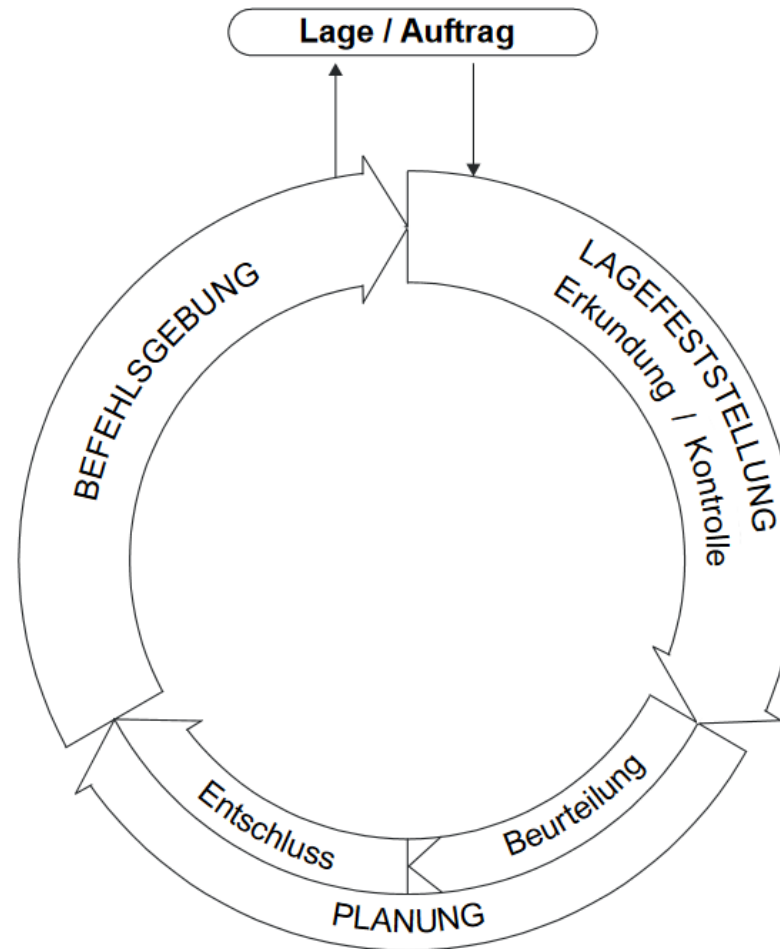 Lage / Auftrag
LAGEFESTSTELLUNG
Erkundung / Kontrolle
Beurteilung
Entschluss
PLANUNG
BEFEHLSGEBUNG